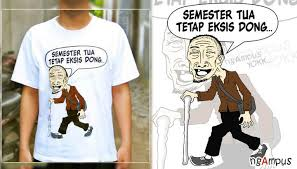 SEMESTER TUA
TETAP EKSIS DONG.
SEMESTER TUA
TETAP EKSIS DONG..
ngAmpus